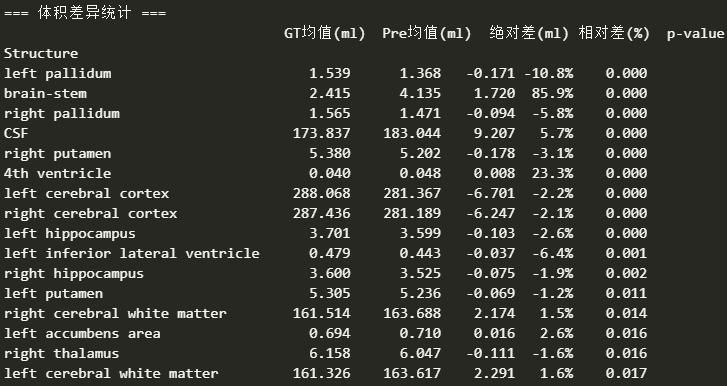 === 体积差异统计 ===
GT均值(ml) Pre均值(ml) 绝对差(ml) 相对差(%) p-value
Structure
left pallidum 1.539 1.368 -0.171 -10.8% 0.000
brain-stem 2.415 4.135 1.720 85.9% 0.000
right pallidum 1.565 1.471 -0.094 -5.8% 0.000
CSF 173.837 183.044 9.207 5.7% 0.000
right putamen 5.380 5.202 -0.178 -3.1% 0.000
4th ventricle 0.040 0.048 0.008 23.3% 0.000
left cerebral cortex 288.068 281.367 -6.701 -2.2% 0.000
right cerebral cortex 287.436 281.189 -6.247 -2.1% 0.000
left hippocampus 3.701 3.599 -0.103 -2.6% 0.000
left inferior lateral ventricle 0.479 0.443 -0.037 -6.4% 0.001
right hippocampus 3.600 3.525 -0.075 -1.9% 0.002
left putamen 5.305 5.236 -0.069 -1.2% 0.011
right cerebral white matter 161.514 163.688 2.174 1.5% 0.014
left accumbens area 0.694 0.710 0.016 2.6% 0.016
right thalamus 6.158 6.047 -0.111 -1.6% 0.016
left cerebral white matter 161.326 163.617 2.291 1.6% 0.017